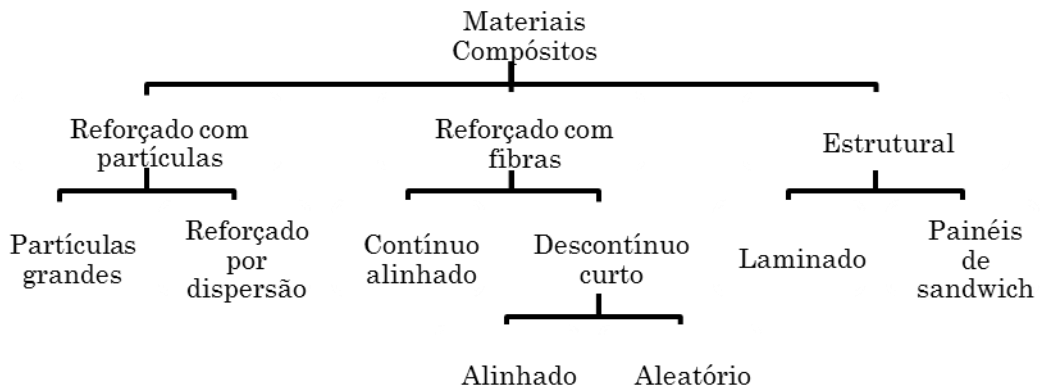 Materiais
Compósitos
Reforçado com
partículas
Reforçado com
fibras
Estrutural
Partículas
grandes
Reforçado
por
dispersão
Contínuo
alinhado
Descontínuo
curto
Laminado
Painéis
de
sandwich
Alinhado
Aleatório